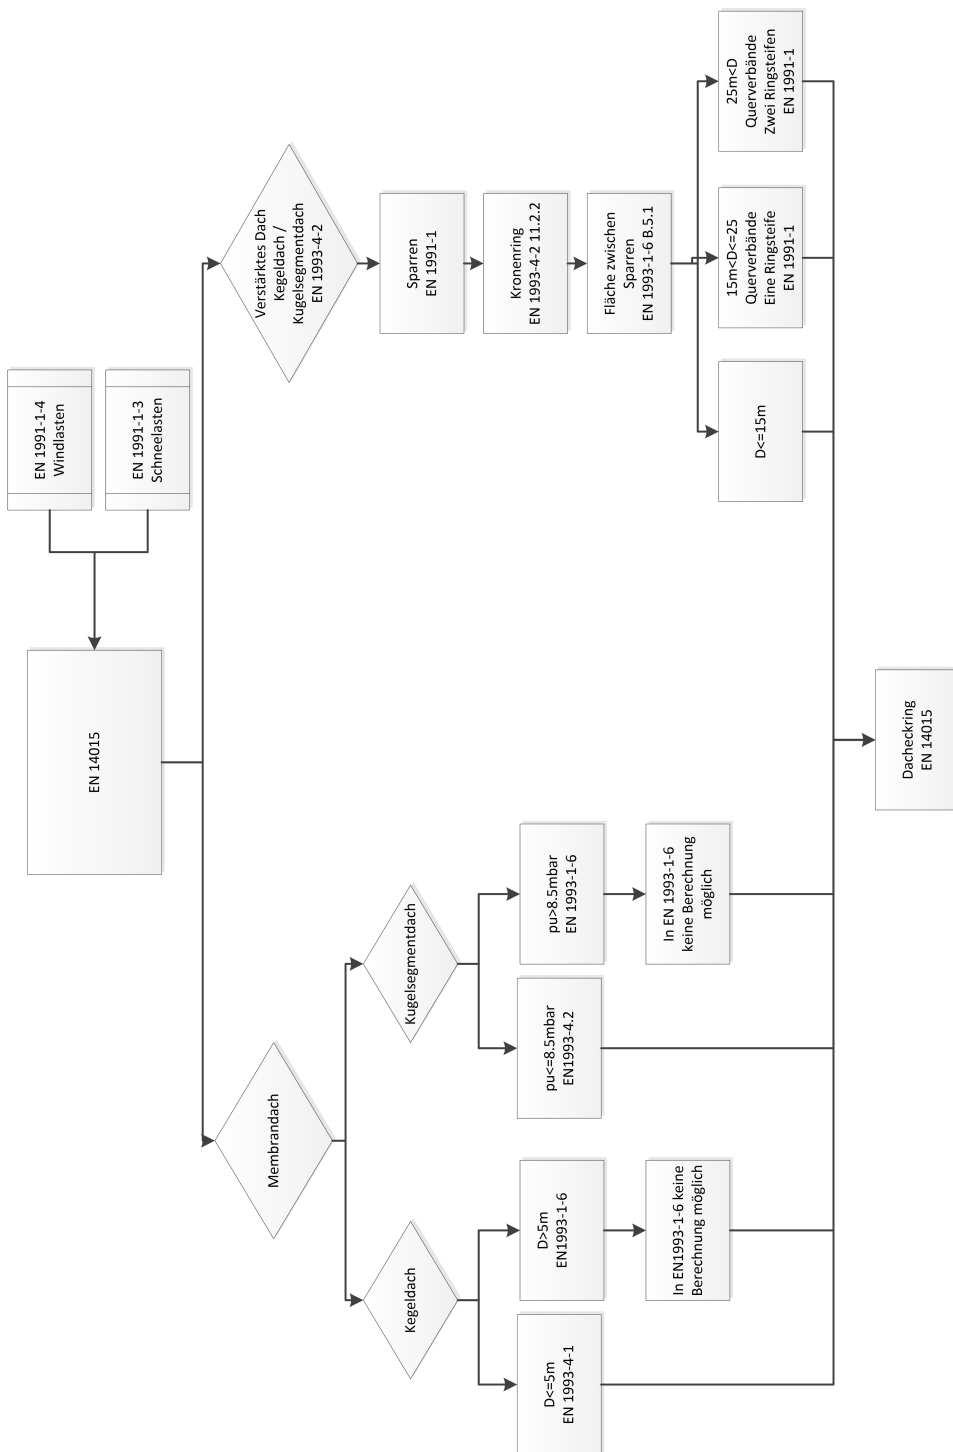 EN 1991-1-4
Windlasten
EN 1991-1-3
Schneelasten
EN 14015
Membrandach
Verstärktes Dach
Kegeldach /
Kugelsegmentdach
EN 1993-4-2
Kegeldach
Kugelsegmentdach
D<=5m
EN 1993-4-1
D>5m
EN1993-1-6
In EN1993-1-6 keine
Berechnung möglich
pu<=8.5mbar
EN1993-4.2
pu>8.5mbar
EN 1993-1-6
In EN 1993-1-6
keine Berechnung
möglich
Sparren
EN 1991-1
Kronenring
EN 1993-4-2 11.2.2
Fläche zwischen
Sparren
EN 1993-1-6 B.5.1
D<=15m
15m<D<=25
Querverbände
Eine Ringsteife
EN 1991-1
25m<D
Querverbände
Zwei Ringsteifen
EN 1991-1
Dacheckring
EN 14015